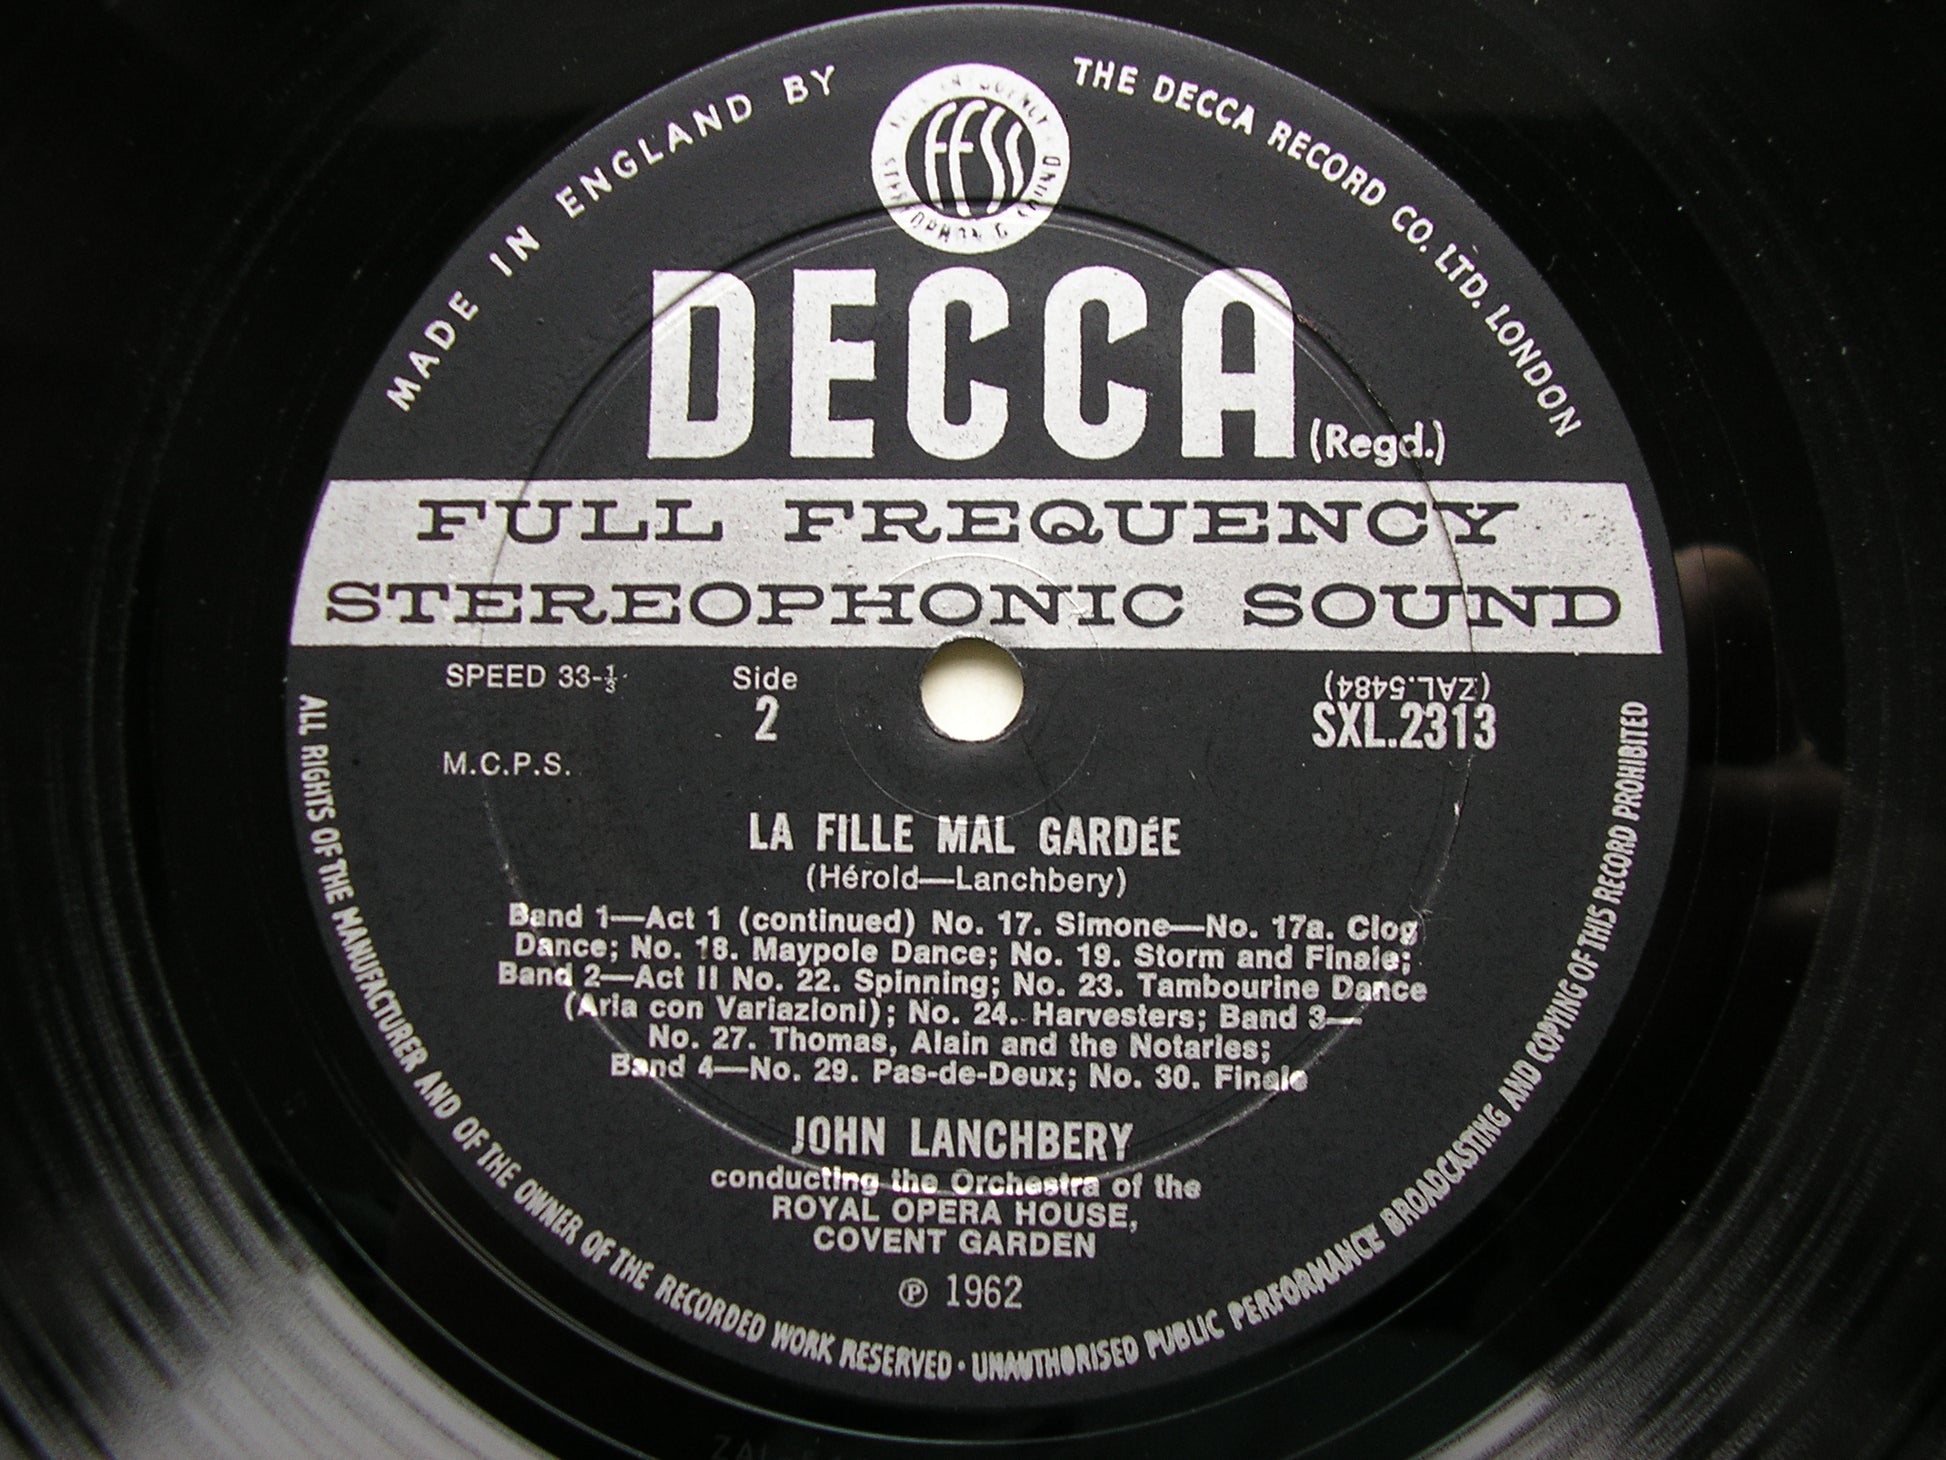 MADE IN ENGLAND BY
THE DECCA RECORD CO. LTD. LONDON
FULL FREQUENCY
STEREOPHONIC SOUND
FFSS
DECCA
(Regd.)
FULL FREQUENCY
STEREOPHONIC SOUND
SPEED 33-⅓
Side
2
(ZAL.5484)
SXL.2313
M.C.P.S.
LA FILLE MAL GARDÉE
(Hérold—Lanchbery)
Band 1—Act 1 (continued) No. 17. Simone—No. 17a. Clog
Dance; No. 18. Maypole Dance; No. 19. Storm and Finale;
Band 2—Act II No. 22. Spinning; No. 23. Tambourine Dance
(Aria con Variazioni); No. 24. Harvesters; Band 3—
No. 27. Thomas, Alain and the Notaries;
Band 4—No. 29. Pas-de-Deux; No. 30. Finale
JOHN LANCHBERY
conducting the Orchestra of the
ROYAL OPERA HOUSE,
COVENT GARDEN
℗ 1962
ALL RIGHTS OF THE MANUFACTURER AND OF THE OWNER OF THE RECORDED WORK RESERVED • UNAUTHORISED PUBLIC PERFORMANCE BROADCASTING AND COPYING OF THIS RECORD PROHIBITED